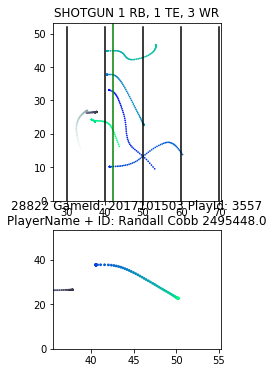 SHOTGUN 1 RB, 1 TE, 3 WR
50
40
30
20
10
0
30 40 50 60 70
28822 GameId: 2017101503 PlayId: 3557
PlayerName + ID: Randall Cobb 2495448.0
40
20
0
40 45 50 55